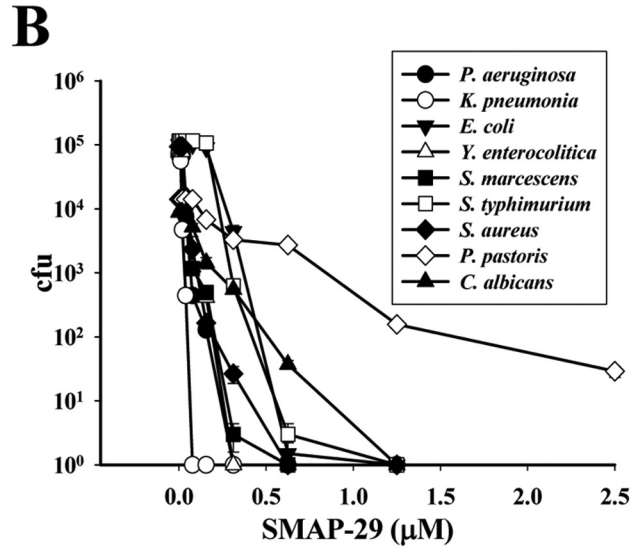 B
10⁶
10⁵
10⁴
10³
10²
10¹
10⁰
cfu
P. aeruginosa
K. pneumonia
E. coli
Y. enterocolitica
S. marcescens
S. typhimurium
S. aureus
P. pastoris
C. albicans
0.0 0.5 1.0 1.5 2.0 2.5
SMAP-29 (μM)